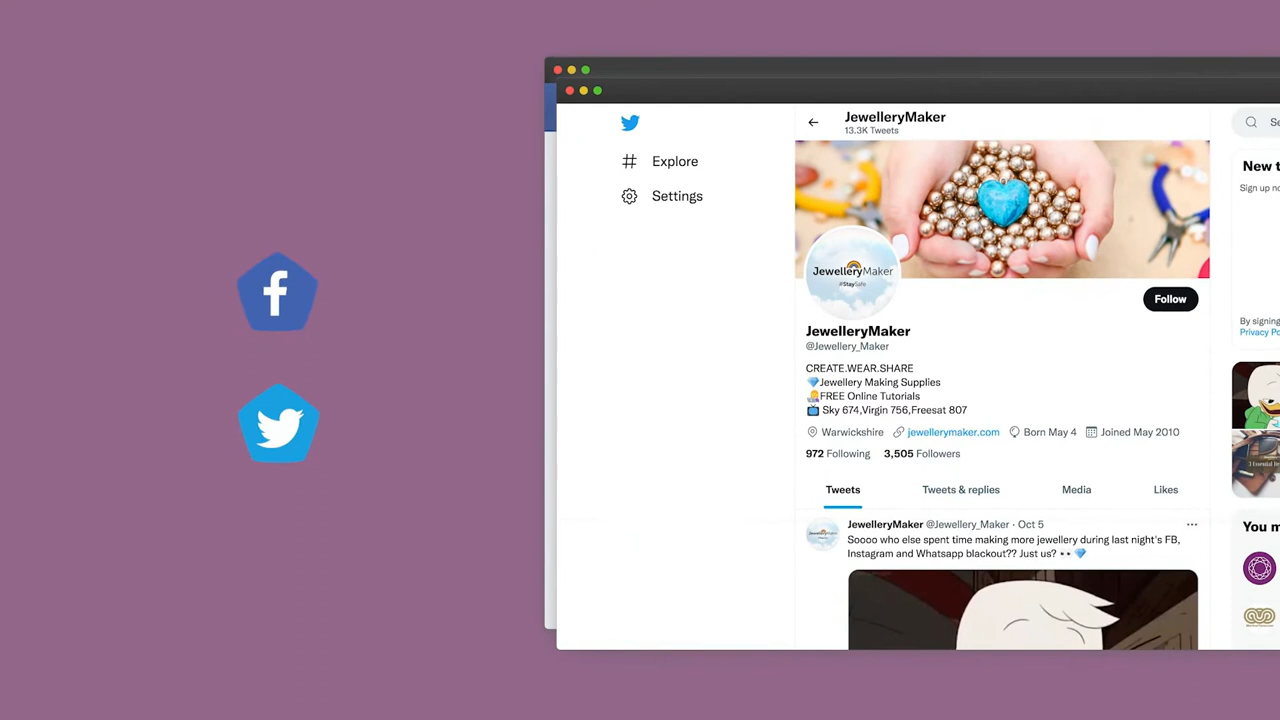 JewelleryMaker
13.3K Tweets
Explore
Settings
JewelleryMaker
#StaySafe
Follow
JewelleryMaker
@Jewellery_Maker
CREATE.WEAR.SHARE
💎Jewellery Making Supplies
FREE Online Tutorials
📺 Sky 674,Virgin 756,Freesat 807
Warwickshire jewellerymaker.com Born May 4 Joined May 2010
972 Following 3,505 Followers
Tweets Tweets & replies Media Likes
JewelleryMaker @Jewellery_Maker · Oct 5
Soooo who else spent time making more jewellery during last night's FB,
Instagram and Whatsapp blackout?? Just us? 👀 💎
Se
New t
Sign up no
By signing
Privacy Po
You m